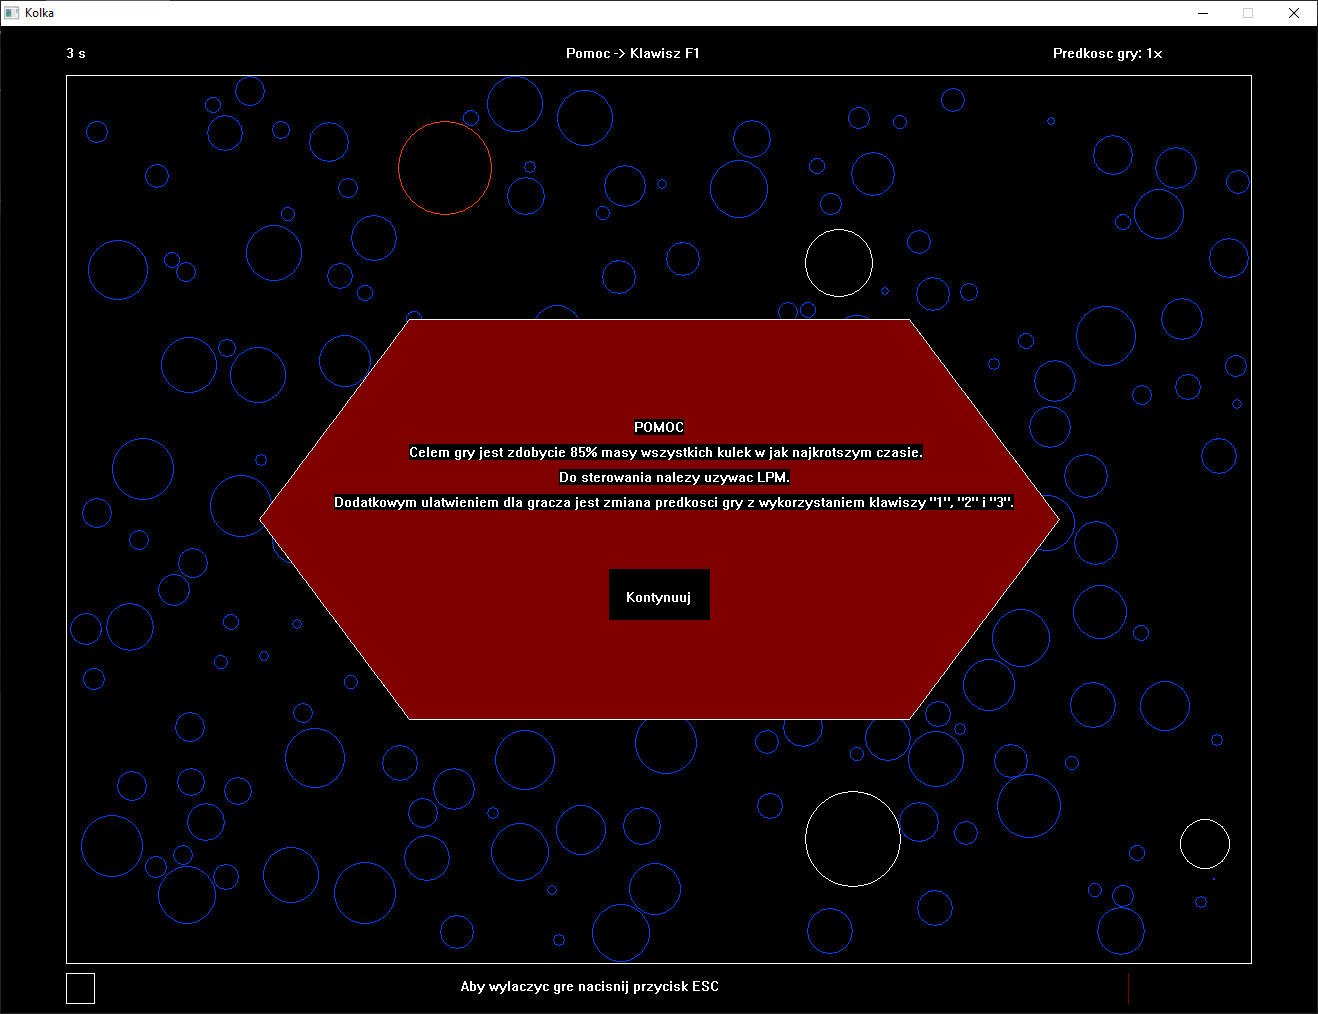 Kolka
3 s
Pomoc -> Klawisz F1
Predkosc gry: 1x
POMOC
Celem gry jest zdobycie 85% masy wszystkich kulek w jak najkrotszym czasie.
Do sterowania nalezy uzywac LPM.
Dodatkowym ulatwieniem dla gracza jest zmiana predkosci gry z wykorzystaniem klawiszy "1", "2" i "3".
Kontynuuj
Aby wylaczyc gre nacisnij przycisk ESC